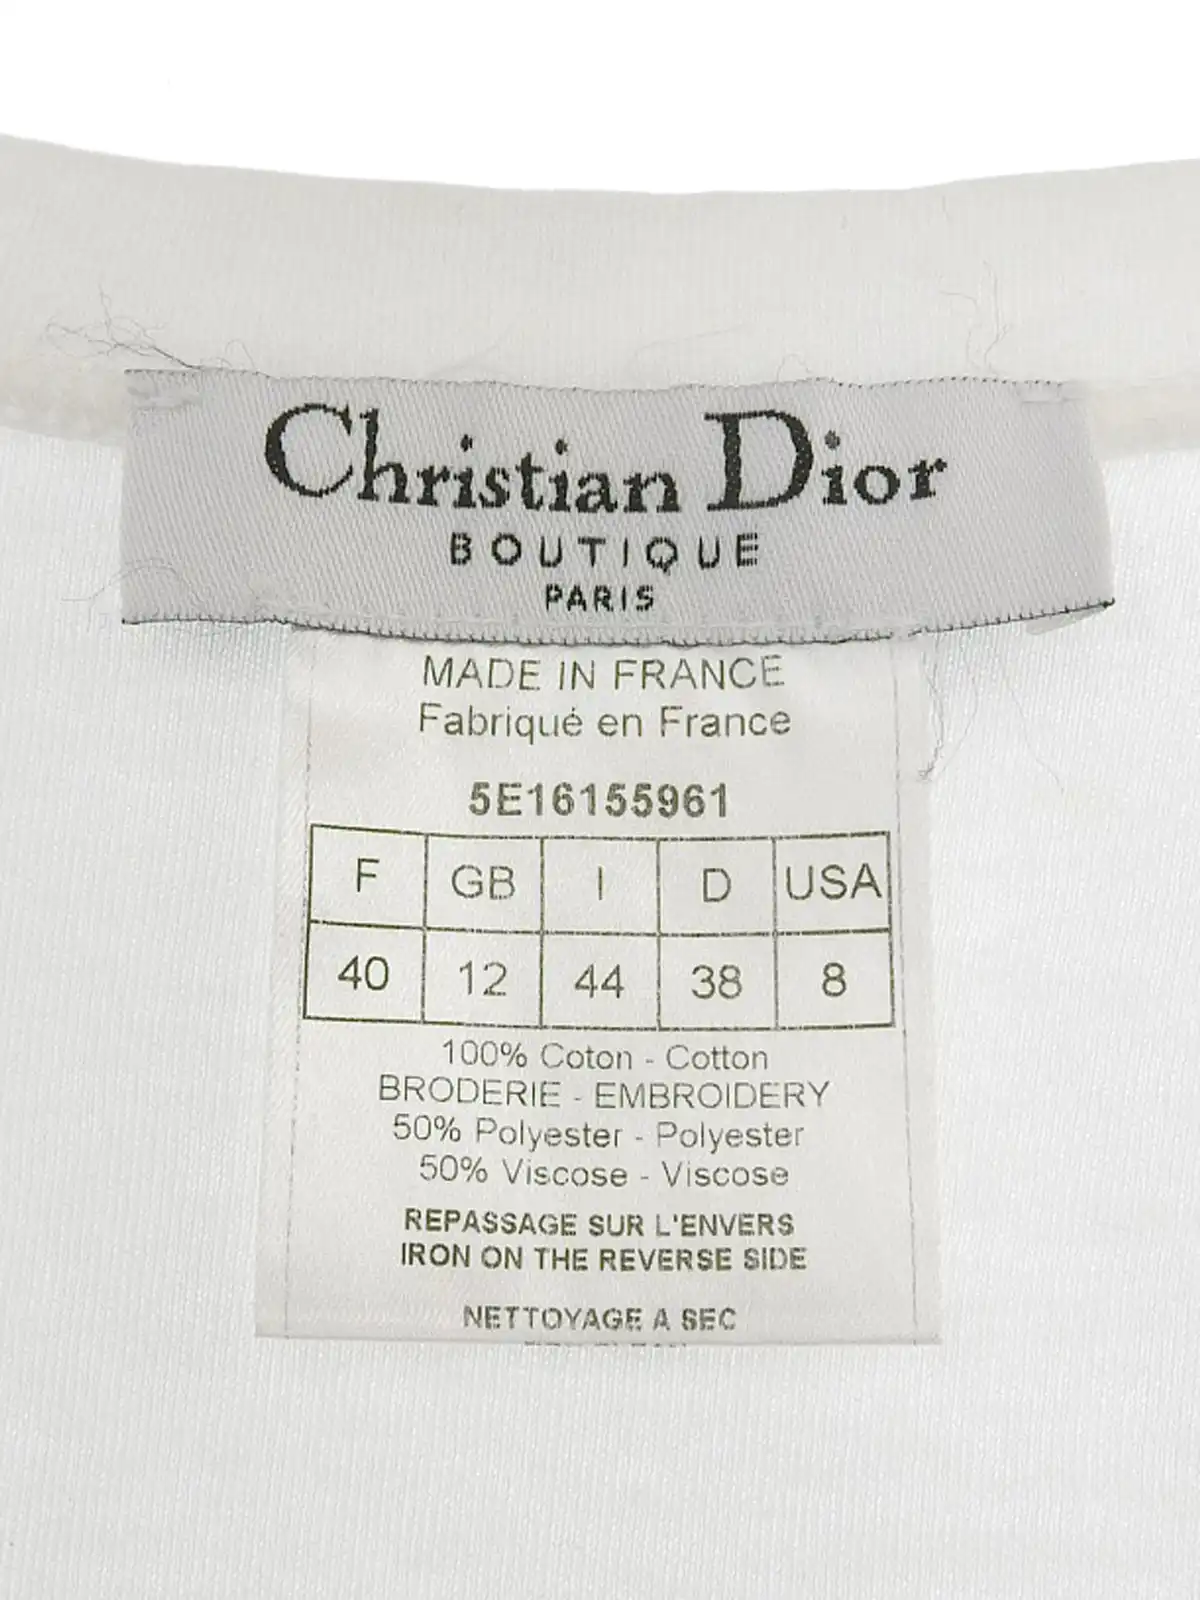 Christian Dior
BOUTIQUE
PARIS
MADE IN FRANCE
Fabriqué en France
5E16155961
F GB I D USA
40 12 44 38 8
100% Coton - Cotton
BRODERIE - EMBROIDERY
50% Polyester - Polyester
50% Viscose - Viscose
REPASSAGE SUR L'ENVERS
IRON ON THE REVERSE SIDE
NETTOYAGE A SEC